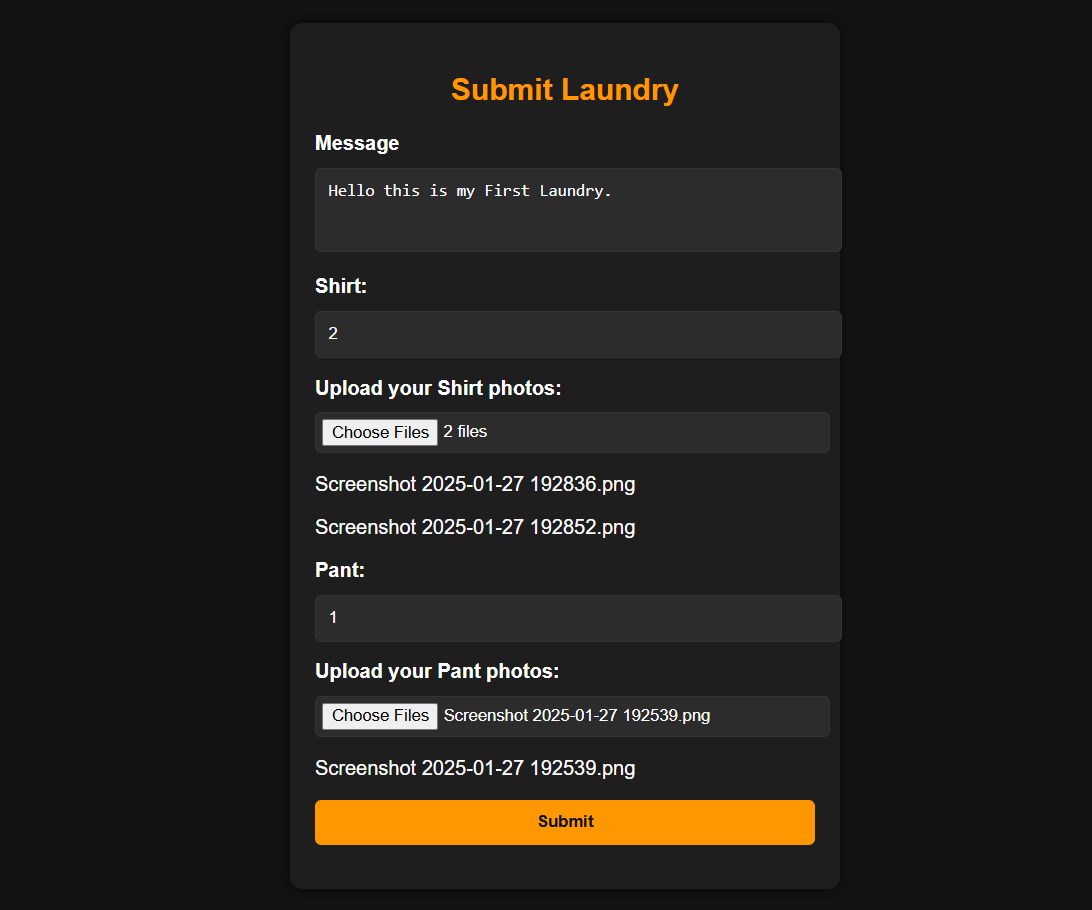 Submit Laundry
Message
Hello this is my First Laundry.
Shirt:
2
Upload your Shirt photos:
Choose Files 2 files
Screenshot 2025-01-27 192836.png
Screenshot 2025-01-27 192852.png
Pant:
1
Upload your Pant photos:
Choose Files Screenshot 2025-01-27 192539.png
Screenshot 2025-01-27 192539.png
Submit